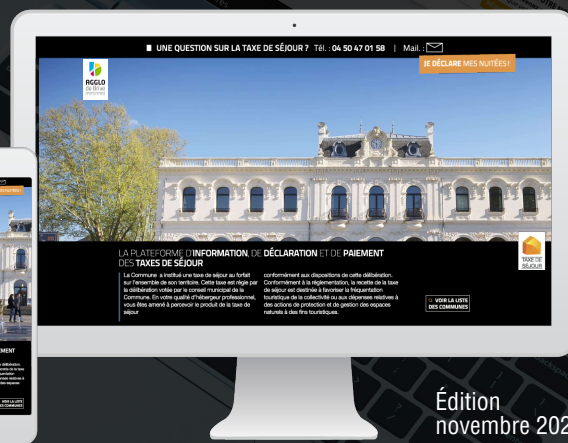 UNE QUESTION SUR LA TAXE DE SÉJOUR ? Tél. : 04 50 47 01 58 | Mail. :
JE DÉCLARE MES NUITÉES !
AGGLO
de Brive
LA PLATEFORME D'INFORMATION, DE DÉCLARATION ET DE PAIEMENT
DES TAXES DE SÉJOUR
La Commune a institué une taxe de séjour au forfait
sur l'ensemble de son territoire. Cette taxe est régie par
la délibération votée par le conseil municipal de la
Commune. En votre qualité d'hébergeur professionnel,
vous êtes amené à percevoir le produit de la taxe de
séjour
conformément aux dispositions de cette délibération.
Conformément à la réglementation, la recette de la taxe
de séjour est destinée à favoriser la fréquentation
touristique de la collectivité ou aux dépenses relatives à
des actions de protection et de gestion des espaces
naturels à des fins touristiques.
TAXE DE
SÉJOUR
VOIR LA LISTE
DES COMMUNES
Édition
novembre 202